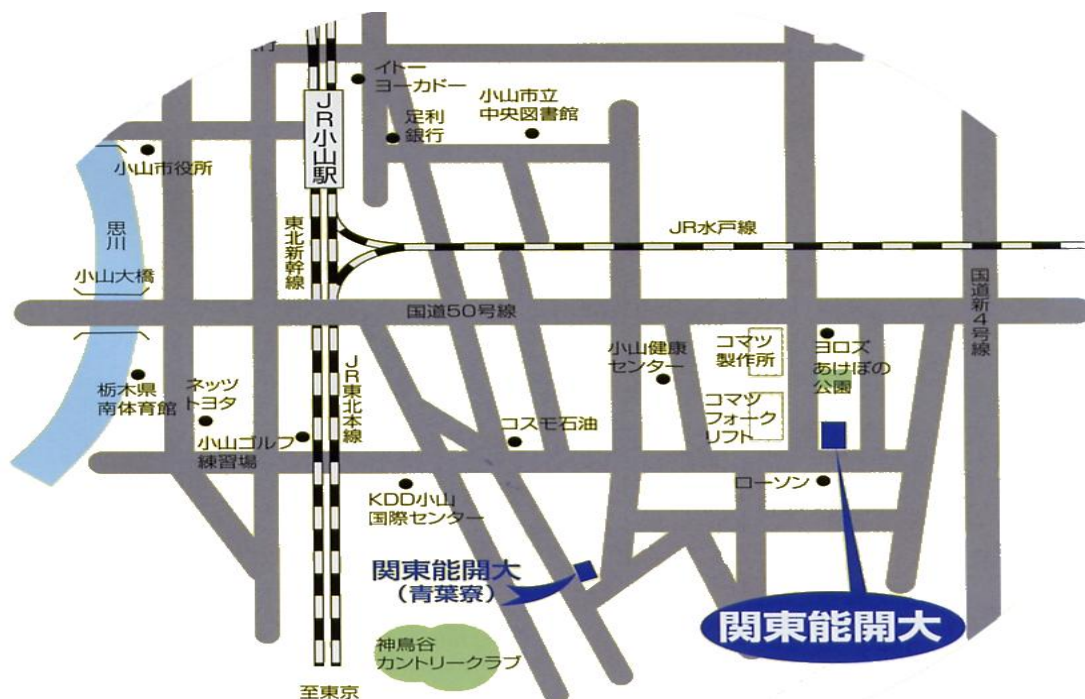 イトー
ヨーカドー
小山市立
中央図書館
足利
銀行
JR小山駅
小山市役所
思川
東北新幹線
JR水戸線
小山大橋
国道50号線
国道新4号線
小山健康
センター
コマツ
製作所
ヨロズ
あけぼの
公園
栃木県
南体育館
ネッツ
トヨタ
JR東北本線
コマツ
フォーク
リフト
コスモ石油
小山ゴルフ
練習場
ローソン
KDD小山
国際センター
関東能開大
(青葉寮)
関東能開大
神鳥谷
カントリークラブ
至東京